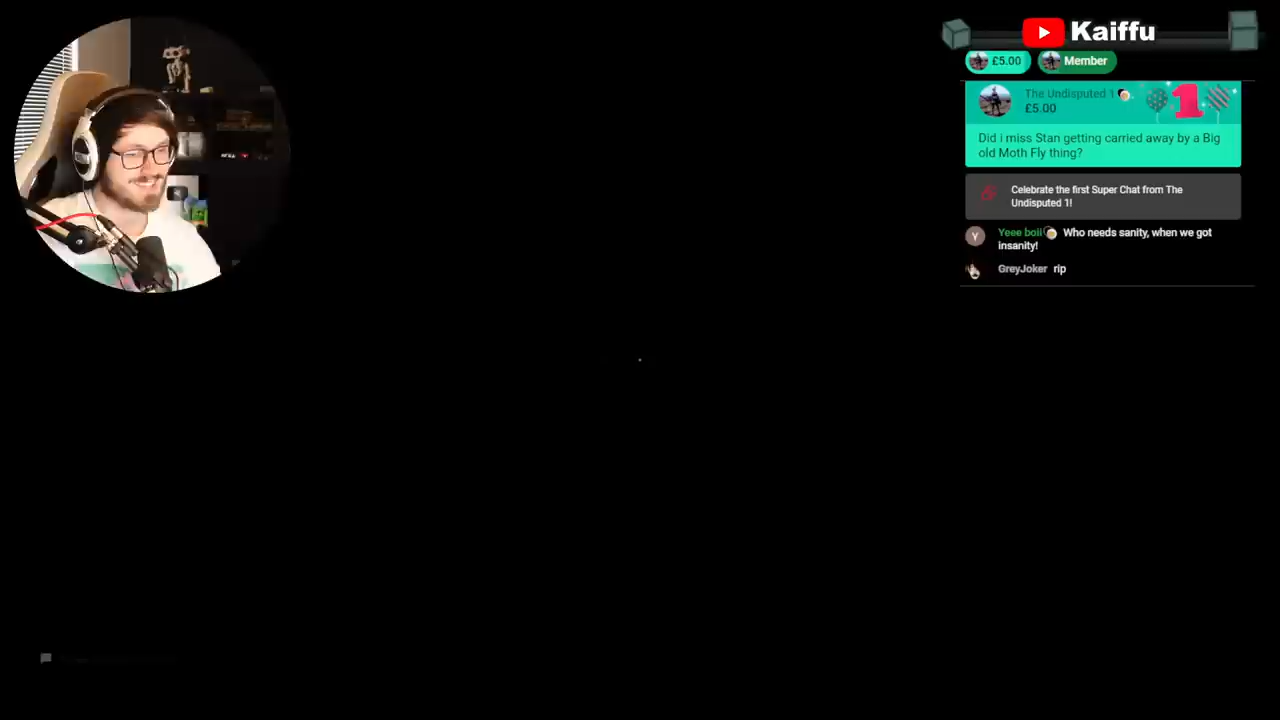 Kaiffu
£5.00 Member
The Undisputed 1
£5.00
1
Did i miss Stan getting carried away by a Big
old Moth Fly thing?
Celebrate the first Super Chat from The
Undisputed 1!
Y Yeee boii Who needs sanity, when we got
insanity!
GreyJoker rip